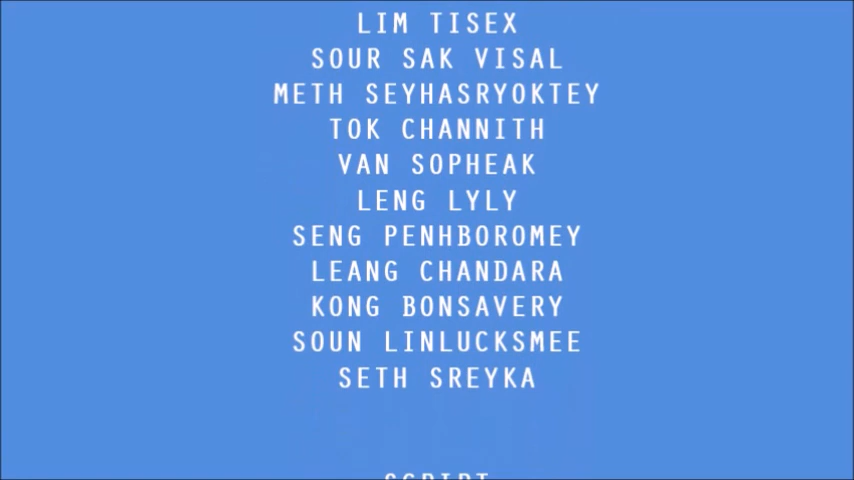 LIM TISEX
SOUR SAK VISAL
METH SEYHASRYOKTEY
TOK CHANNITH
VAN SOPHEAK
LENG LYLY
SENG PENHBOROMEY
LEANG CHANDARA
KONG BONSAVERY
SOUN LINLUCKSMEE
SETH SREYKA
SCRIPT